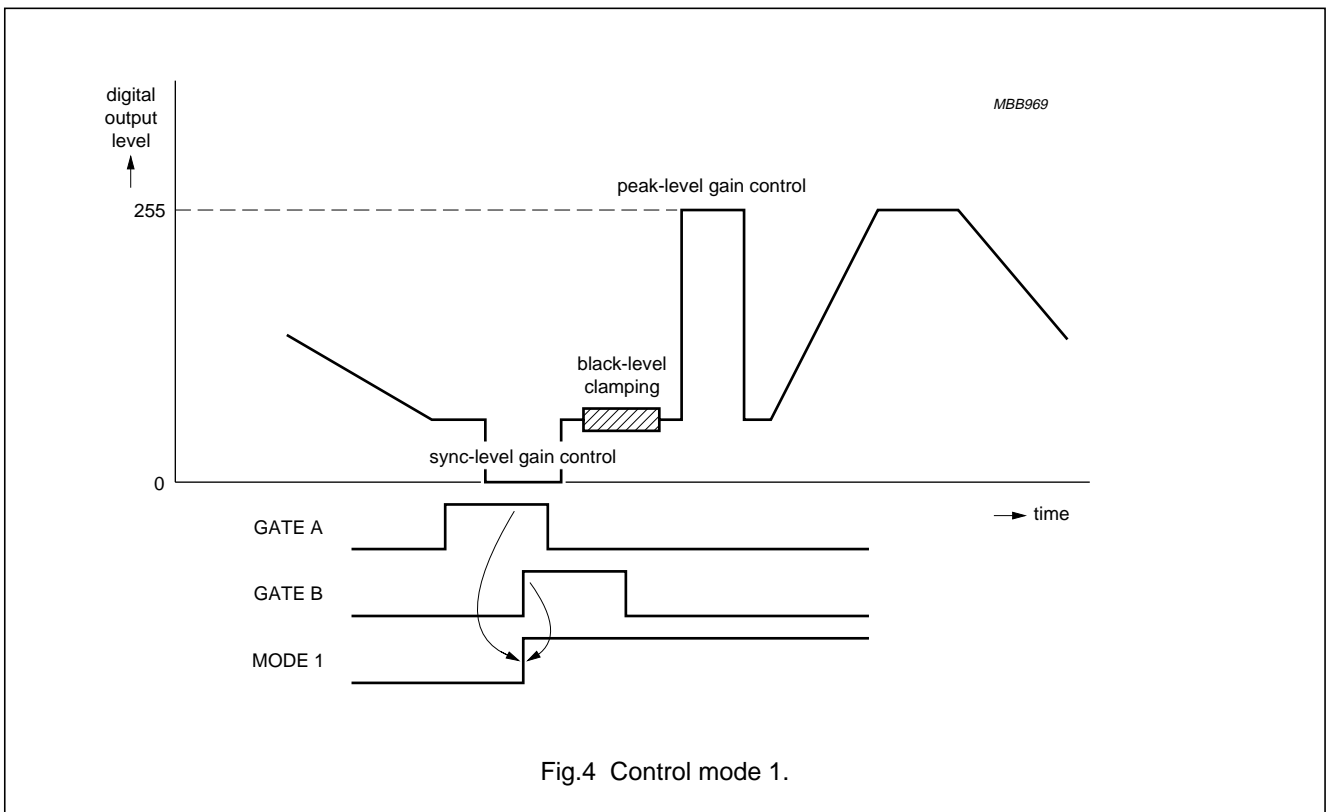 digital
output
level
MBB969
peak-level gain control
255
black-level
clamping
sync-level gain control
0
time
GATE A
GATE B
MODE 1
Fig.4 Control mode 1.